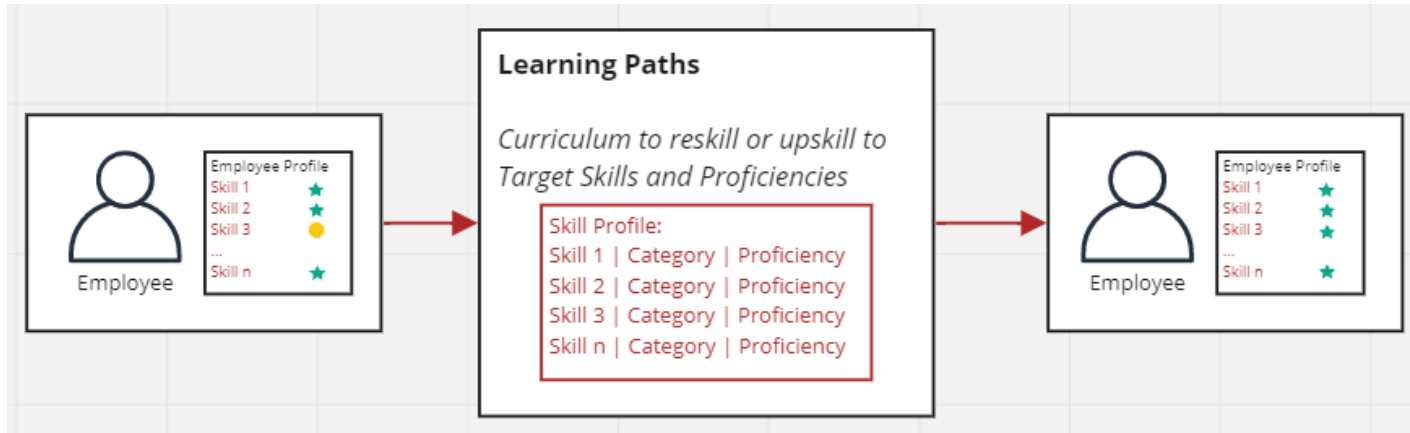 Employee Profile
Skill 1
Skill 2
Skill 3
...
Skill n
Employee
Learning Paths
Curriculum to reskill or upskill to
Target Skills and Proficiencies
Skill Profile:
Skill 1 | Category | Proficiency
Skill 2 | Category | Proficiency
Skill 3 | Category | Proficiency
Skill n | Category | Proficiency
Employee Profile
Skill 1
Skill 2
Skill 3
...
Skill n
Employee